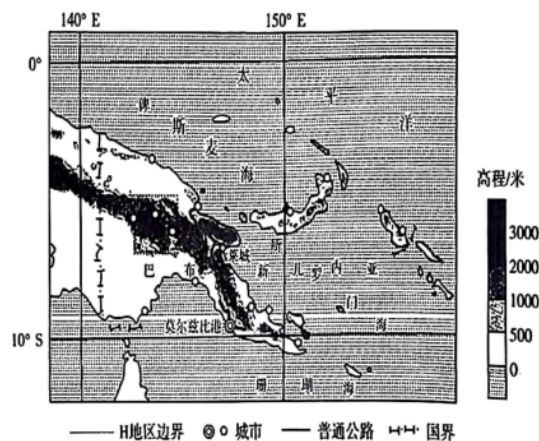 140° E
150° E
0°
太
平
洋
俾
斯
麦
海
所
莱城
巴 布 新 几 内 亚
罗
门
海
莫尔兹比港
10° S
珊 瑚 海
高程/米
3000
2000
1000
500
0
H地区边界
城市
普通公路
国界